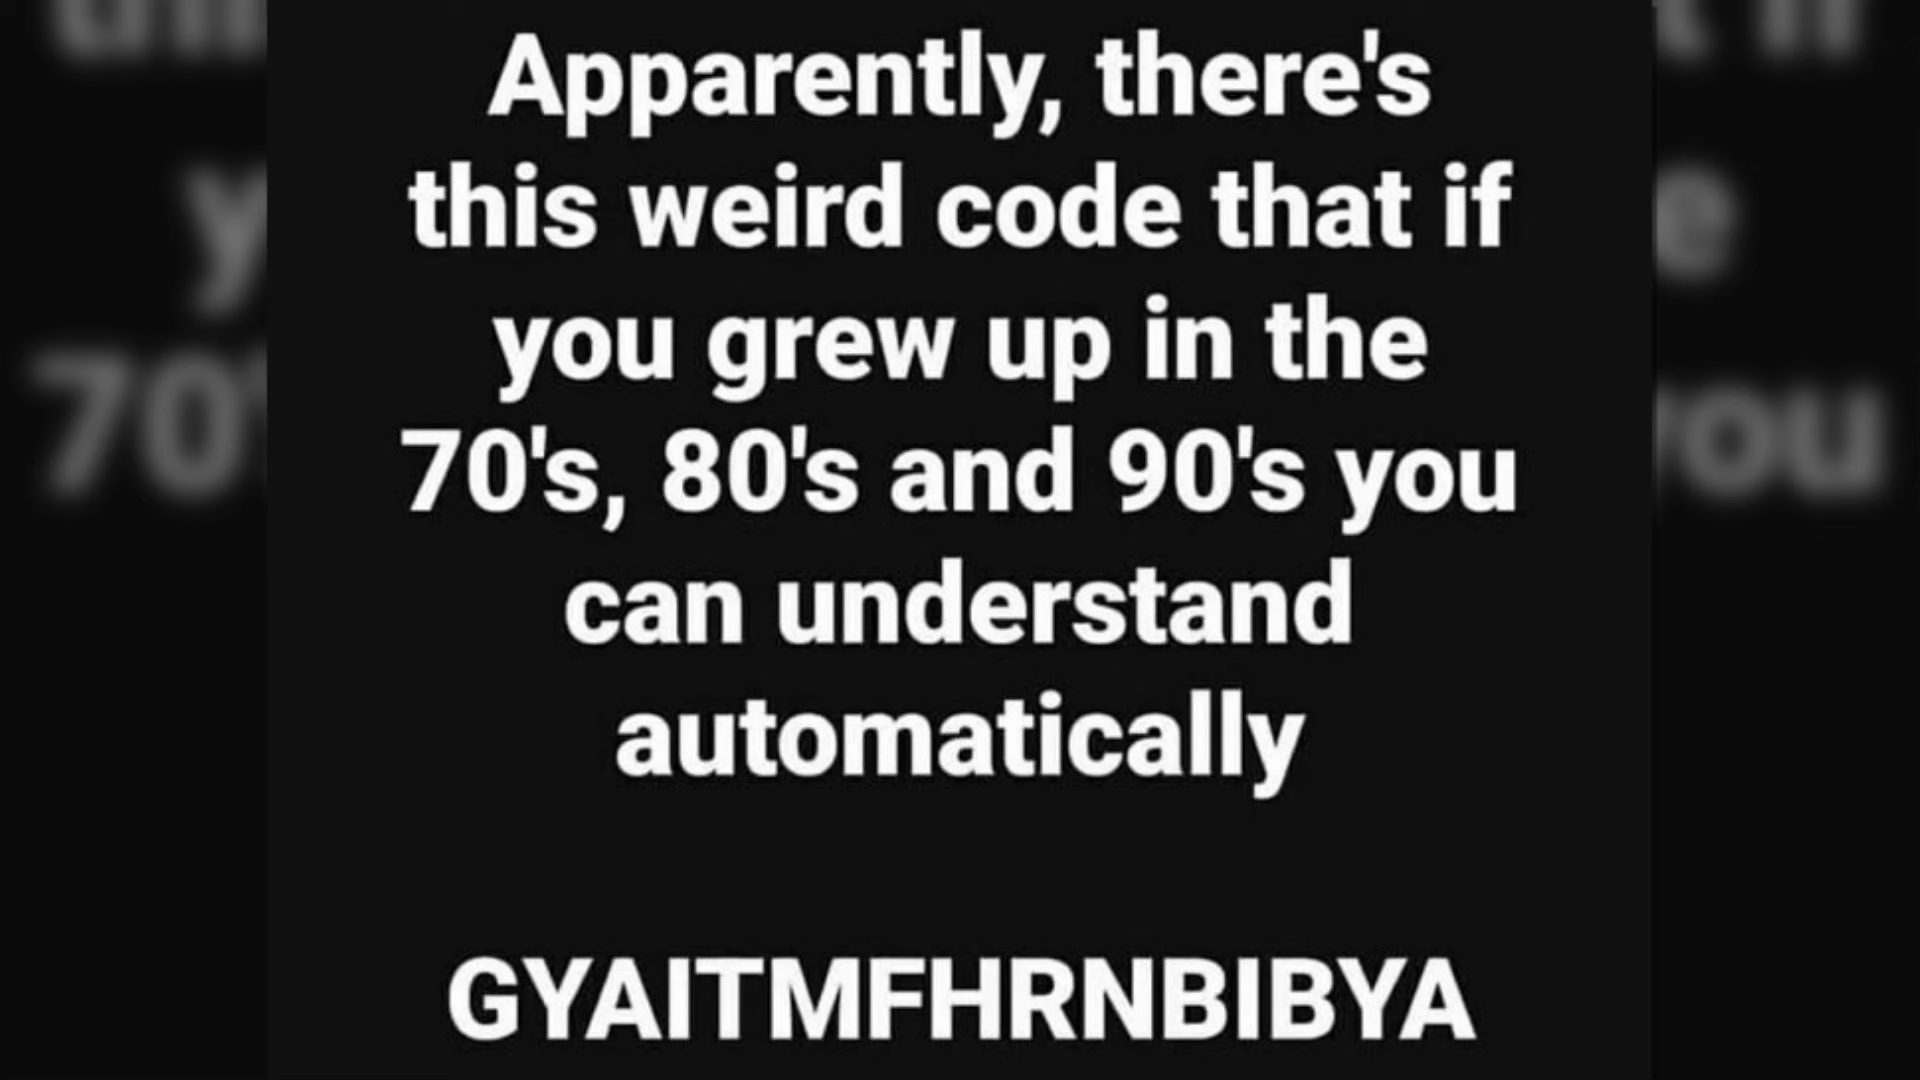 Apparently, there's
this weird code that if
you grew up in the
70's, 80's and 90's you
can understand
automatically
GYAITMFHRNBIBYA